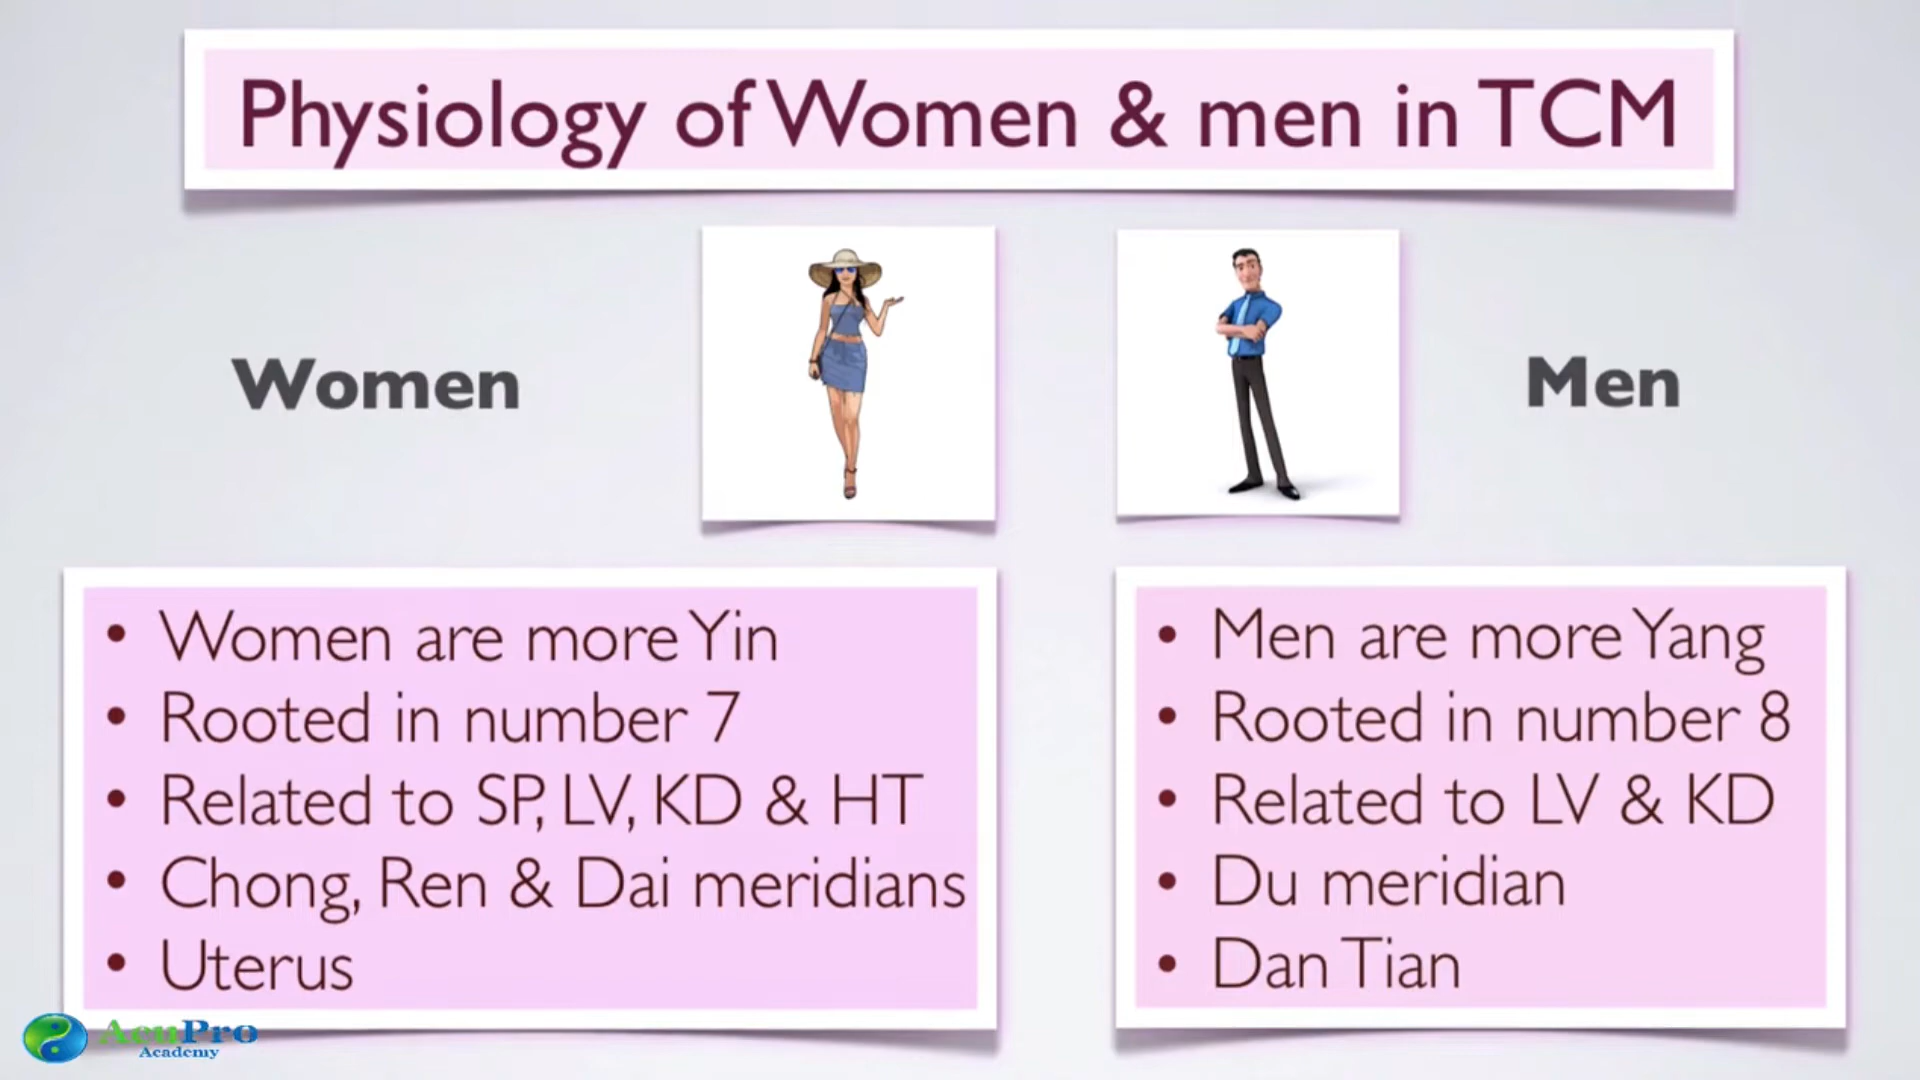 Physiology of Women & men in TCM
Women
Men
• Women are more Yin
• Rooted in number 7
• Related to SP, LV, KD & HT
• Chong, Ren & Dai meridians
• Uterus
• Men are more Yang
• Rooted in number 8
• Related to LV & KD
• Du meridian
• Dan Tian
AcuPro
Academy